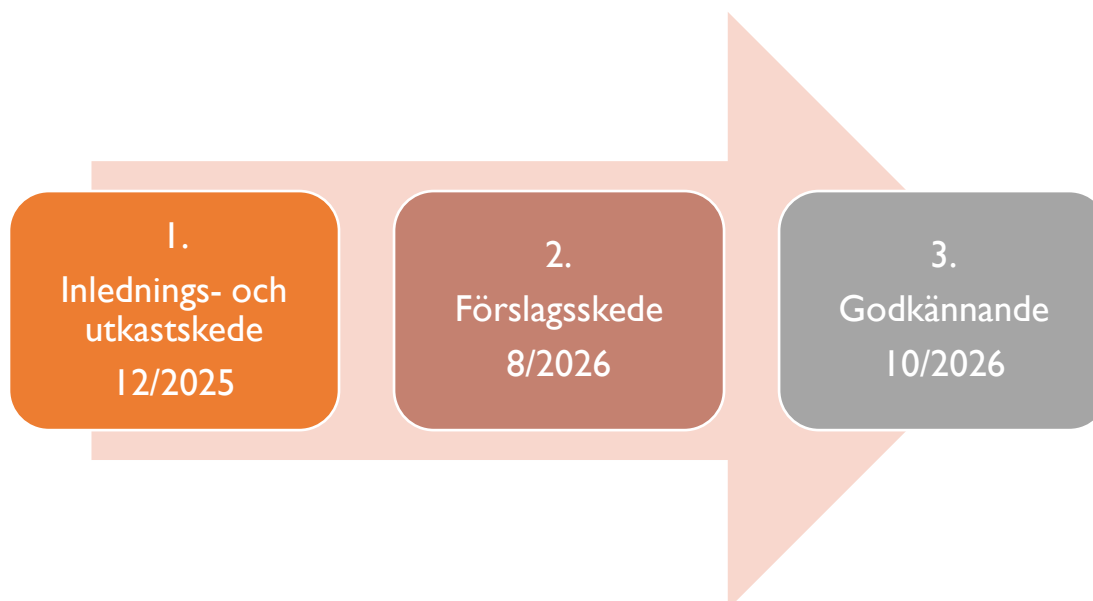 1.
Inlednings- och
utkastskede
12/2025
2.
Förslagsskede
8/2026
3.
Godkännande
10/2026